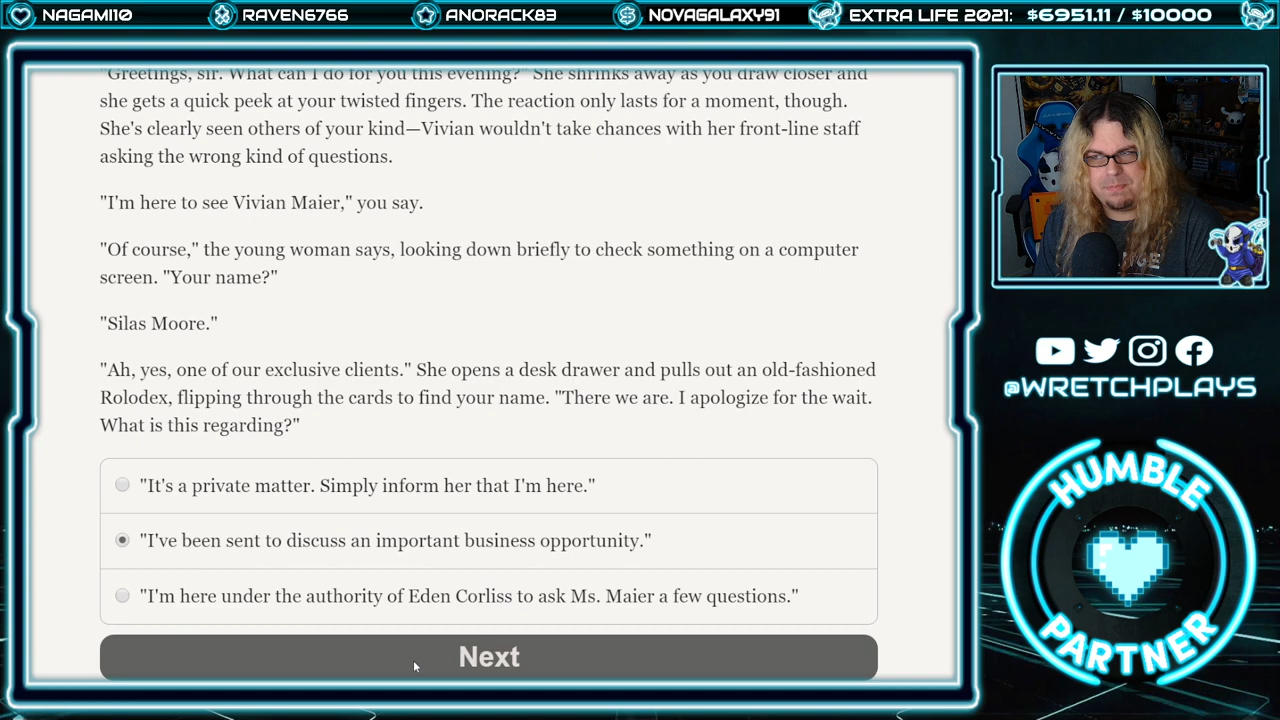 NAGAMI10
RAVEN6766
ANORACK83
NOVAGALAXY91
EXTRA LIFE 2021: $6951.11 / $10000
"Greetings, sir. What can I do for you this evening?" She shrinks away as you draw closer and
she gets a quick peek at your twisted fingers. The reaction only lasts for a moment, though.
She's clearly seen others of your kind—Vivian wouldn't take chances with her front-line staff
asking the wrong kind of questions.
"I'm here to see Vivian Maier," you say.
"Of course," the young woman says, looking down briefly to check something on a computer
screen. "Your name?"
"Silas Moore."
"Ah, yes, one of our exclusive clients." She opens a desk drawer and pulls out an old-fashioned
Rolodex, flipping through the cards to find your name. "There we are. I apologize for the wait.
What is this regarding?"
"It's a private matter. Simply inform her that I'm here."
"I've been sent to discuss an important business opportunity."
"I'm here under the authority of Eden Corliss to ask Ms. Maier a few questions."
Next
@WRETCHPLAYS
HUMBLE
PARTNER